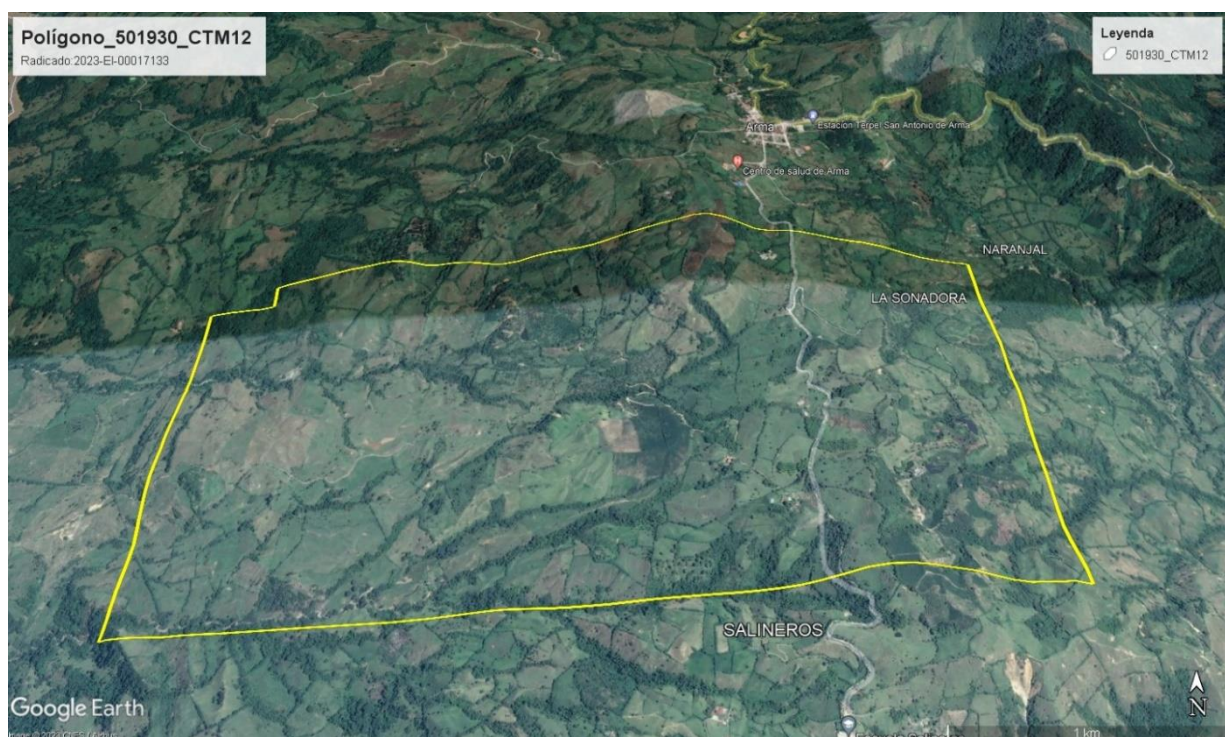 Polígono_501930_CTM12
Radicado:2023-EI-00017133
Leyenda
501930_CTM12
Arma
Estación Terpel San Antonio de Arma
Centro de salud de Arma
NARANJAL
LA SONADORA
SALINEROS
N
Google Earth
1 km